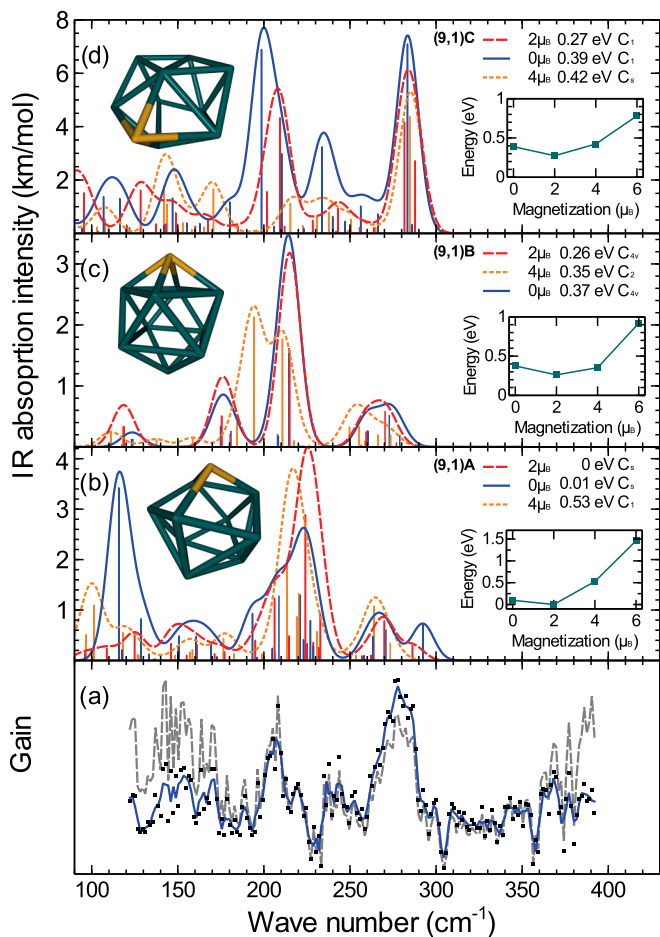 IR absoprtion intensity (km/mol)
Gain
(d)
(9,1)C
2μB 0.27 eV C1
0μB 0.39 eV C1
4μB 0.42 eV Cs
8
7
6
5
4
3
2
1
Energy (eV)
1
0.5
0
0 2 4 6
Magnetization (μB)
(c)
(9,1)B
2μB 0.26 eV C4v
4μB 0.35 eV C2
0μB 0.37 eV C4v
3
2
1
Energy (eV)
1
0.5
0
0 2 4 6
Magnetization (μB)
(b)
(9,1)A
2μB 0 eV Cs
0μB 0.01 eV Cs
4μB 0.53 eV C1
4
3
2
1
Energy (eV)
1.5
1
0.5
0
0 2 4 6
Magnetization (μB)
(a)
100 150 200 250 300 350 400
Wave number (cm-1)